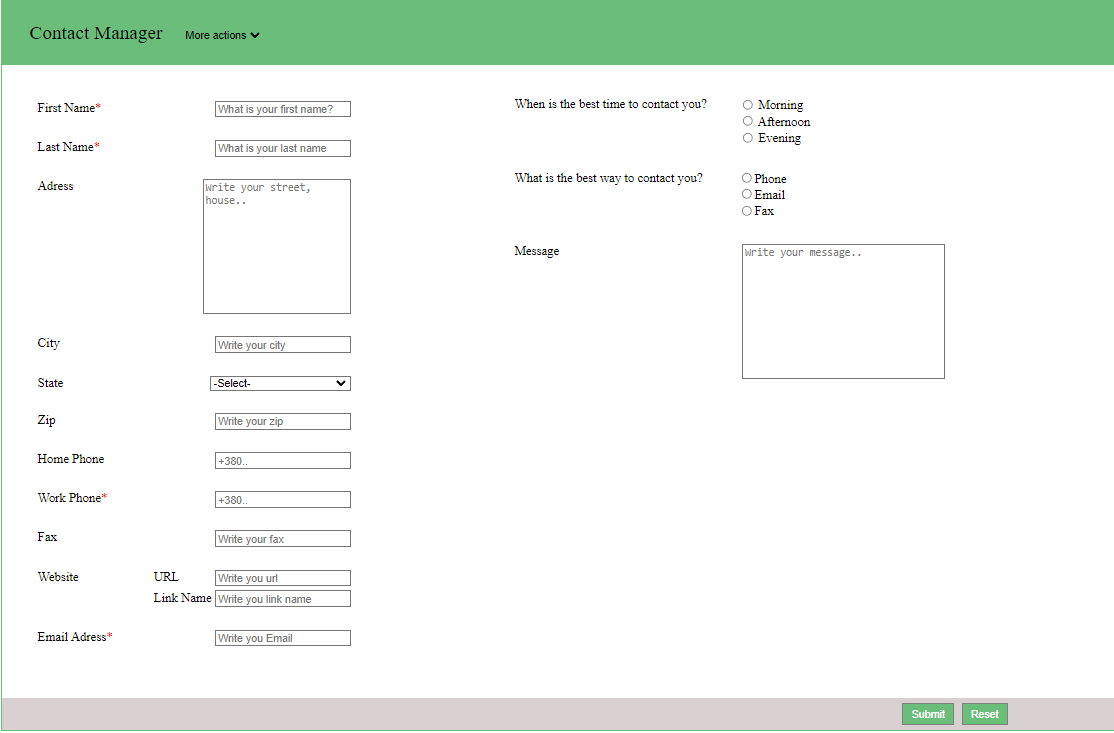 Contact Manager More actions
First Name* What is your first name?
Last Name* What is your last name
Adress Write your street,
house..
City Write your city
State -Select-
Zip Write your zip
Home Phone +380..
Work Phone* +380..
Fax Write your fax
Website URL Write you url
Link Name Write you link name
Email Adress* Write you Email
When is the best time to contact you? Morning
Afternoon
Evening
What is the best way to contact you? Phone
Email
Fax
Message Write your message..
Submit Reset